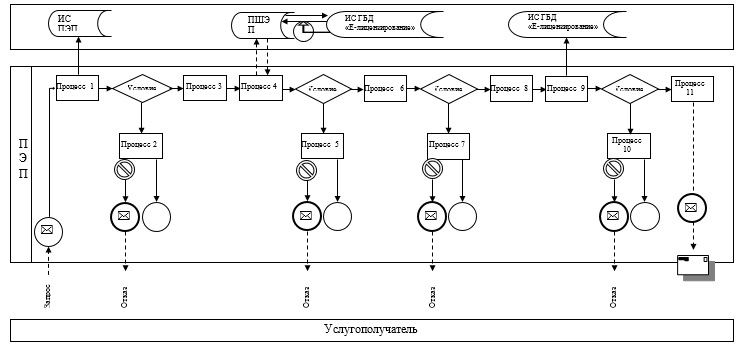 ИС
ПЭП
ПШЭ
П
ИС ГБД
«Е-лицензирование»
ИС ГБД
«Е-лицензирование»
П
Э
П
Процесс 1
Условие
Процесс 3
Процесс 4
Условие
Процесс 6
Условие
Процесс 8
Процесс 9
Условие
Процесс
11
Процесс 2
Процесс 5
Процесс 7
Процесс
10
Запрос
Отказ
Отказ
Отказ
Отказ
Услугополучатель